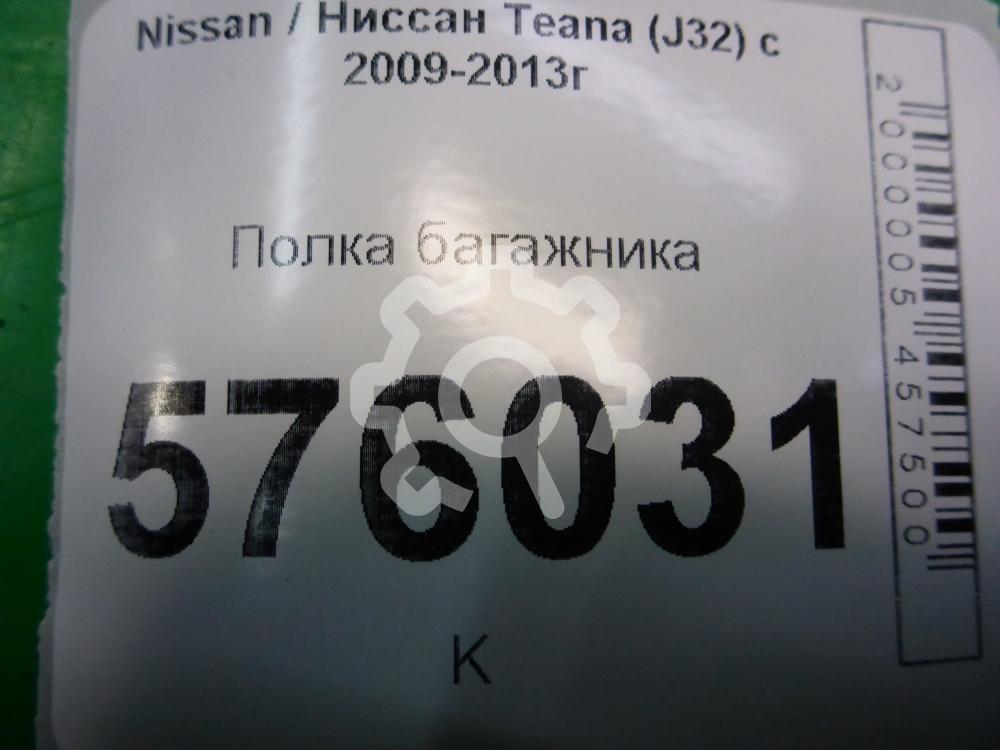 Nissan / Ниссан Teana (J32) с
2009-2013г
Полка багажника
576031
К
2000005457500